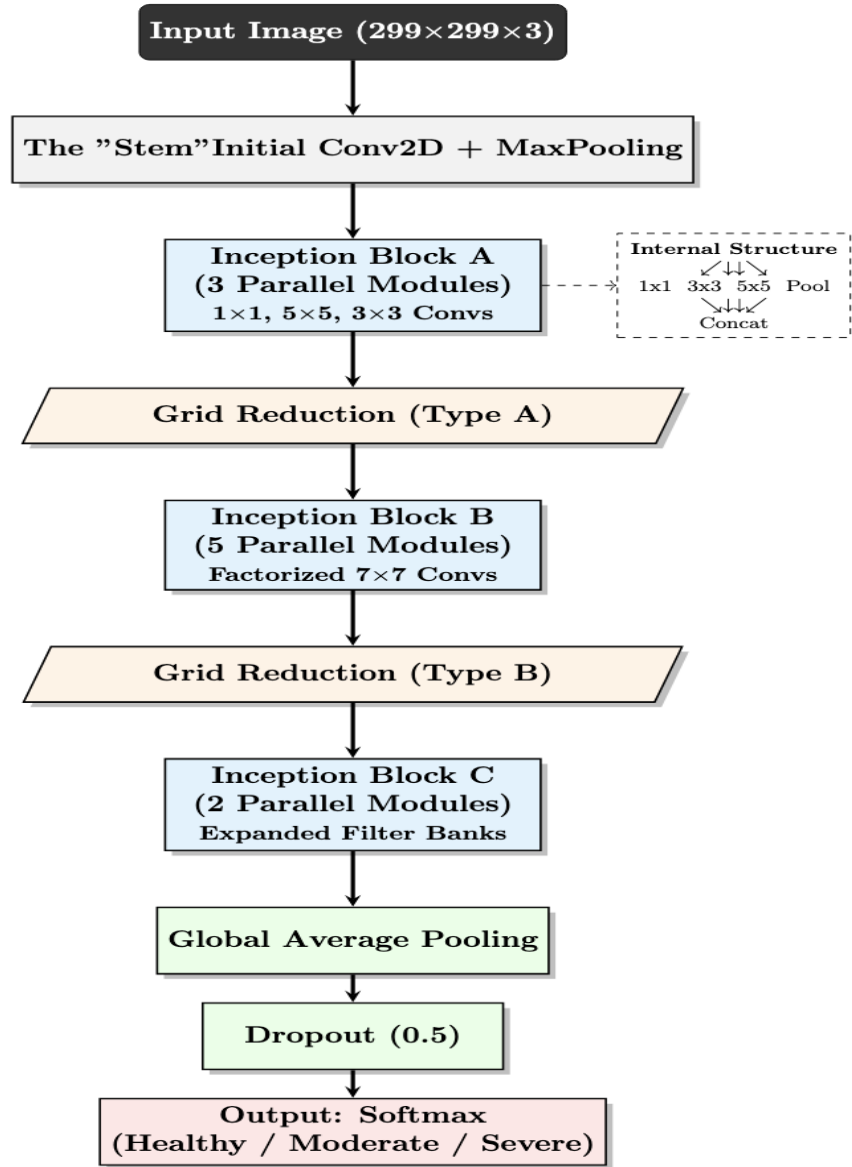 Input Image (299×299×3)
The ”Stem”Initial Conv2D + MaxPooling
Inception Block A
(3 Parallel Modules)
1×1, 5×5, 3×3 Convs
Internal Structure
1x1 3x3 5x5 Pool
Concat
Grid Reduction (Type A)
Inception Block B
(5 Parallel Modules)
Factorized 7×7 Convs
Grid Reduction (Type B)
Inception Block C
(2 Parallel Modules)
Expanded Filter Banks
Global Average Pooling
Dropout (0.5)
Output: Softmax
(Healthy / Moderate / Severe)